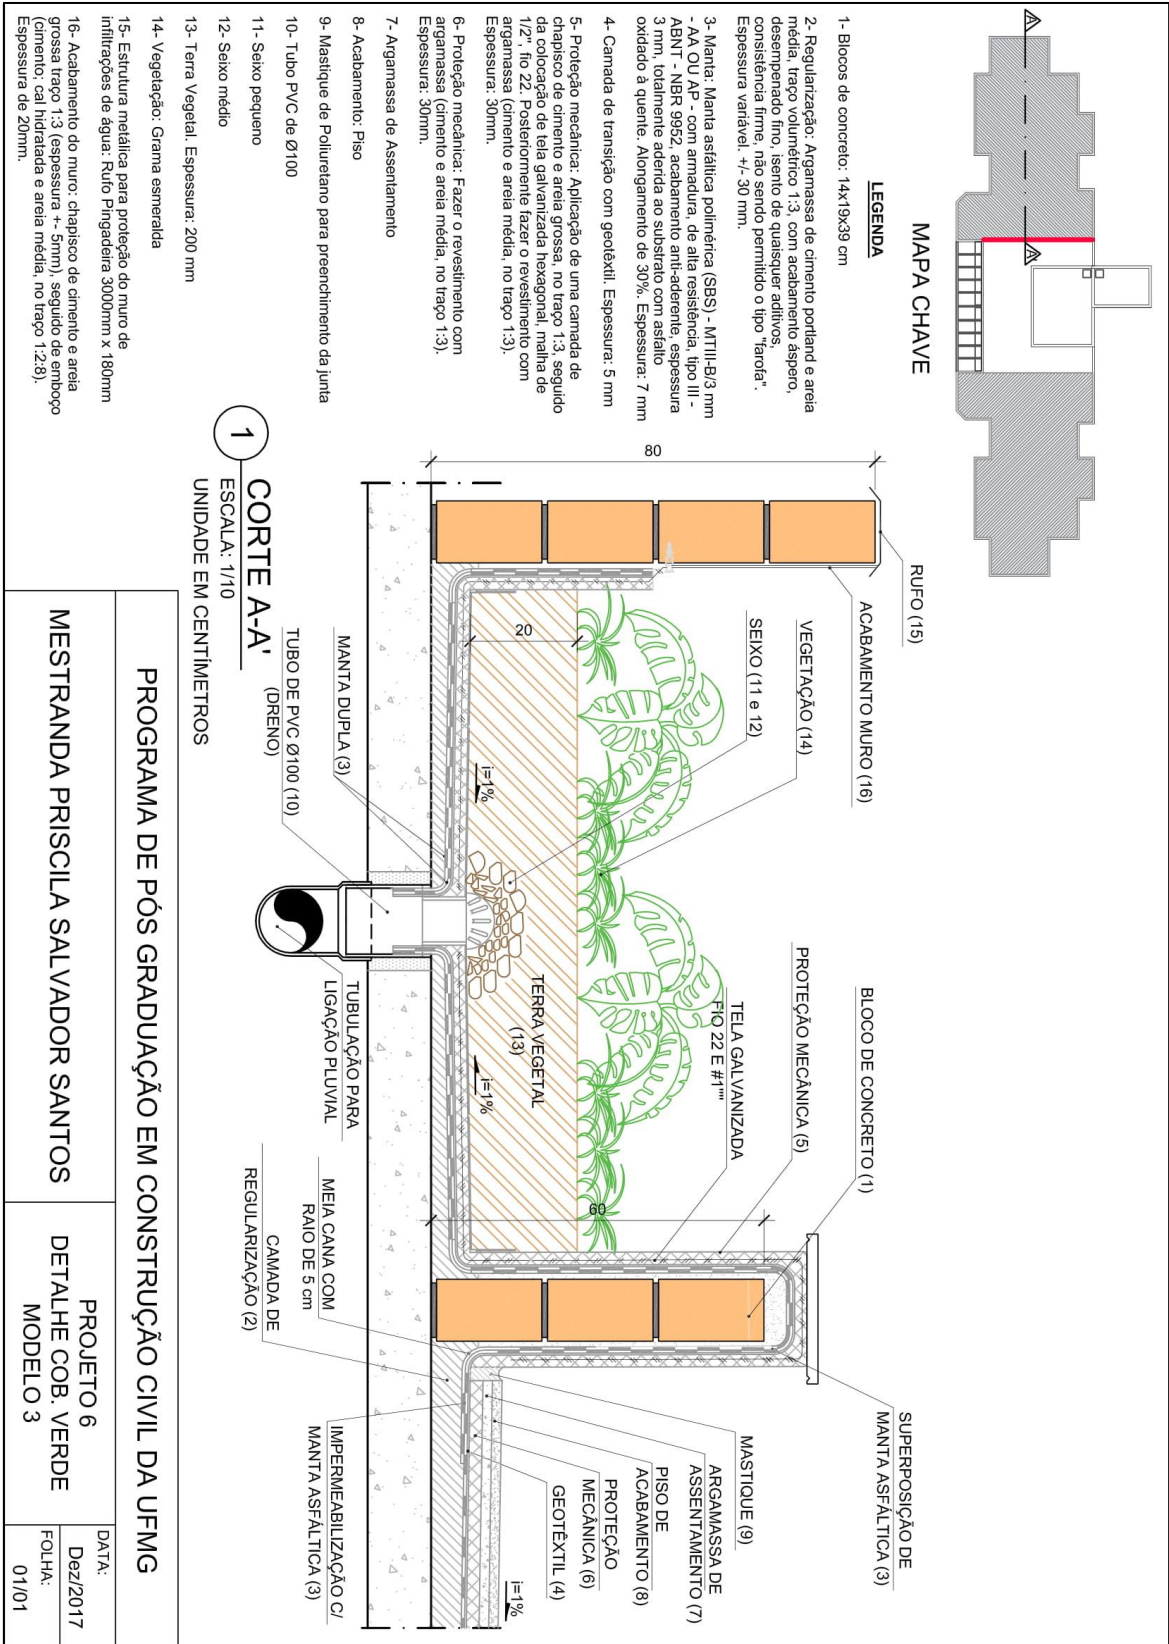 MAPA CHAVE
A
A'
LEGENDA
1- Blocos de concreto: 14x19x39 cm
2- Regularização: Argamassa de cimento portland e areia
média, traço volumétrico 1:3, com acabamento áspero,
desempenado fino, isento de quaisquer aditivos,
consistência firme, não sendo permitido o tipo "farofa".
Espessura variável. +/- 30 mm.
3- Manta: Manta asfáltica polimérica (SBS) - MTIII-B/3 mm
- AA OU AP - com armadura, de alta resistência, tipo III -
ABNT - NBR 9952, acabamento anti-aderente, espessura
3 mm, totalmente aderida ao substrato com asfalto
oxidado à quente. Alongamento de 30%. Espessura: 7 mm
4- Camada de transição com geotêxtil. Espessura: 5 mm
5- Proteção mecânica: Aplicação de uma camada de
chapisco de cimento e areia grossa, no traço 1:3, seguido
da colocação de tela galvanizada hexagonal, malha de
1/2", fio 22. Posteriormente fazer o revestimento com
argamassa (cimento e areia média, no traço 1:3).
Espessura: 30mm.
6- Proteção mecânica: Fazer o revestimento com
argamassa (cimento e areia média, no traço 1:3).
Espessura: 30mm.
7- Argamassa de Assentamento
8- Acabamento: Piso
9- Mastique de Poliuretano para preenchimento da junta
10- Tubo PVC de Ø100
11- Seixo pequeno
12- Seixo médio
13- Terra Vegetal. Espessura: 200 mm
14- Vegetação: Grama esmeralda
15- Estrutura metálica para proteção do muro de
infiltrações de água: Rufo Pingadeira 3000mm x 180mm
16- Acabamento do muro: chapisco de cimento e areia
grossa traço 1:3 (espessura +- 5mm), seguido de emboço
(cimento; cal hidratada e areia média, no traço 1:2:8).
Espessura de 20mm.
RUFO (15)
ACABAMENTO MURO (16)
VEGETAÇÃO (14)
SEIXO (11 e 12)
BLOCO DE CONCRETO (1)
PROTEÇÃO MECÂNICA (5)
TELA GALVANIZADA
FIO 22 E #1""
SUPERPOSIÇÃO DE
MANTA ASFÁLTICA (3)
MASTIQUE (9)
ARGAMASSA DE
ASSENTAMENTO (7)
PISO DE
ACABAMENTO (8)
PROTEÇÃO
MECÂNICA (6)
GEOTÊXTIL (4)
80
20
60
i=1%
i=1%
i=1%
TERRA VEGETAL
(13)
MANTA DUPLA (3)
TUBO DE PVC Ø100 (10)
(DRENO)
TUBULAÇÃO PARA
LIGAÇÃO PLUVIAL
MEIA CANA COM
RAIO DE 5 cm
CAMADA DE
REGULARIZAÇÃO (2)
IMPERMEABILIZAÇÃO C/
MANTA ASFÁLTICA (3)
1
CORTE A-A'
ESCALA: 1/10
UNIDADE EM CENTÍMETROS
PROGRAMA DE PÓS GRADUAÇÃO EM CONSTRUÇÃO CIVIL DA UFMG
MESTRANDA PRISCILA SALVADOR SANTOS
PROJETO 6
DETALHE COB. VERDE
MODELO 3
DATA:
Dez/2017
FOLHA:
01/01